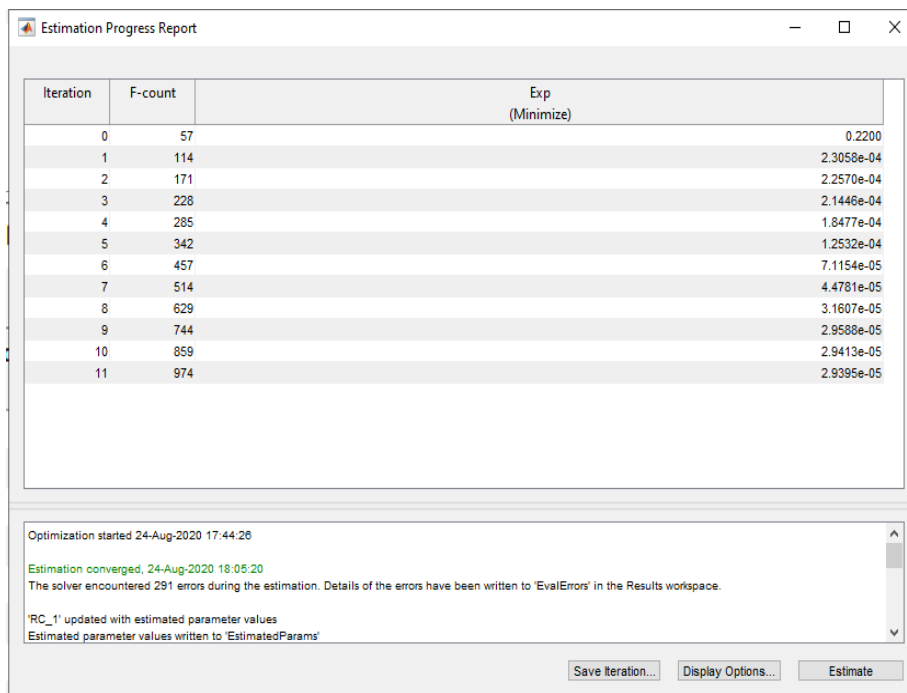 Estimation Progress Report
Iteration F-count Exp
(Minimize)
0 57 0.2200
1 114 2.3058e-04
2 171 2.2570e-04
3 228 2.1446e-04
4 285 1.8477e-04
5 342 1.2532e-04
6 457 7.1154e-05
7 514 4.4781e-05
8 629 3.1607e-05
9 744 2.9588e-05
10 859 2.9413e-05
11 974 2.9395e-05
Optimization started 24-Aug-2020 17:44:26
Estimation converged, 24-Aug-2020 18:05:20
The solver encountered 291 errors during the estimation. Details of the errors have been written to 'EvalErrors' in the Results workspace.
'RC_1' updated with estimated parameter values
Estimated parameter values written to 'EstimatedParams'
Save Iteration... Display Options... Estimate